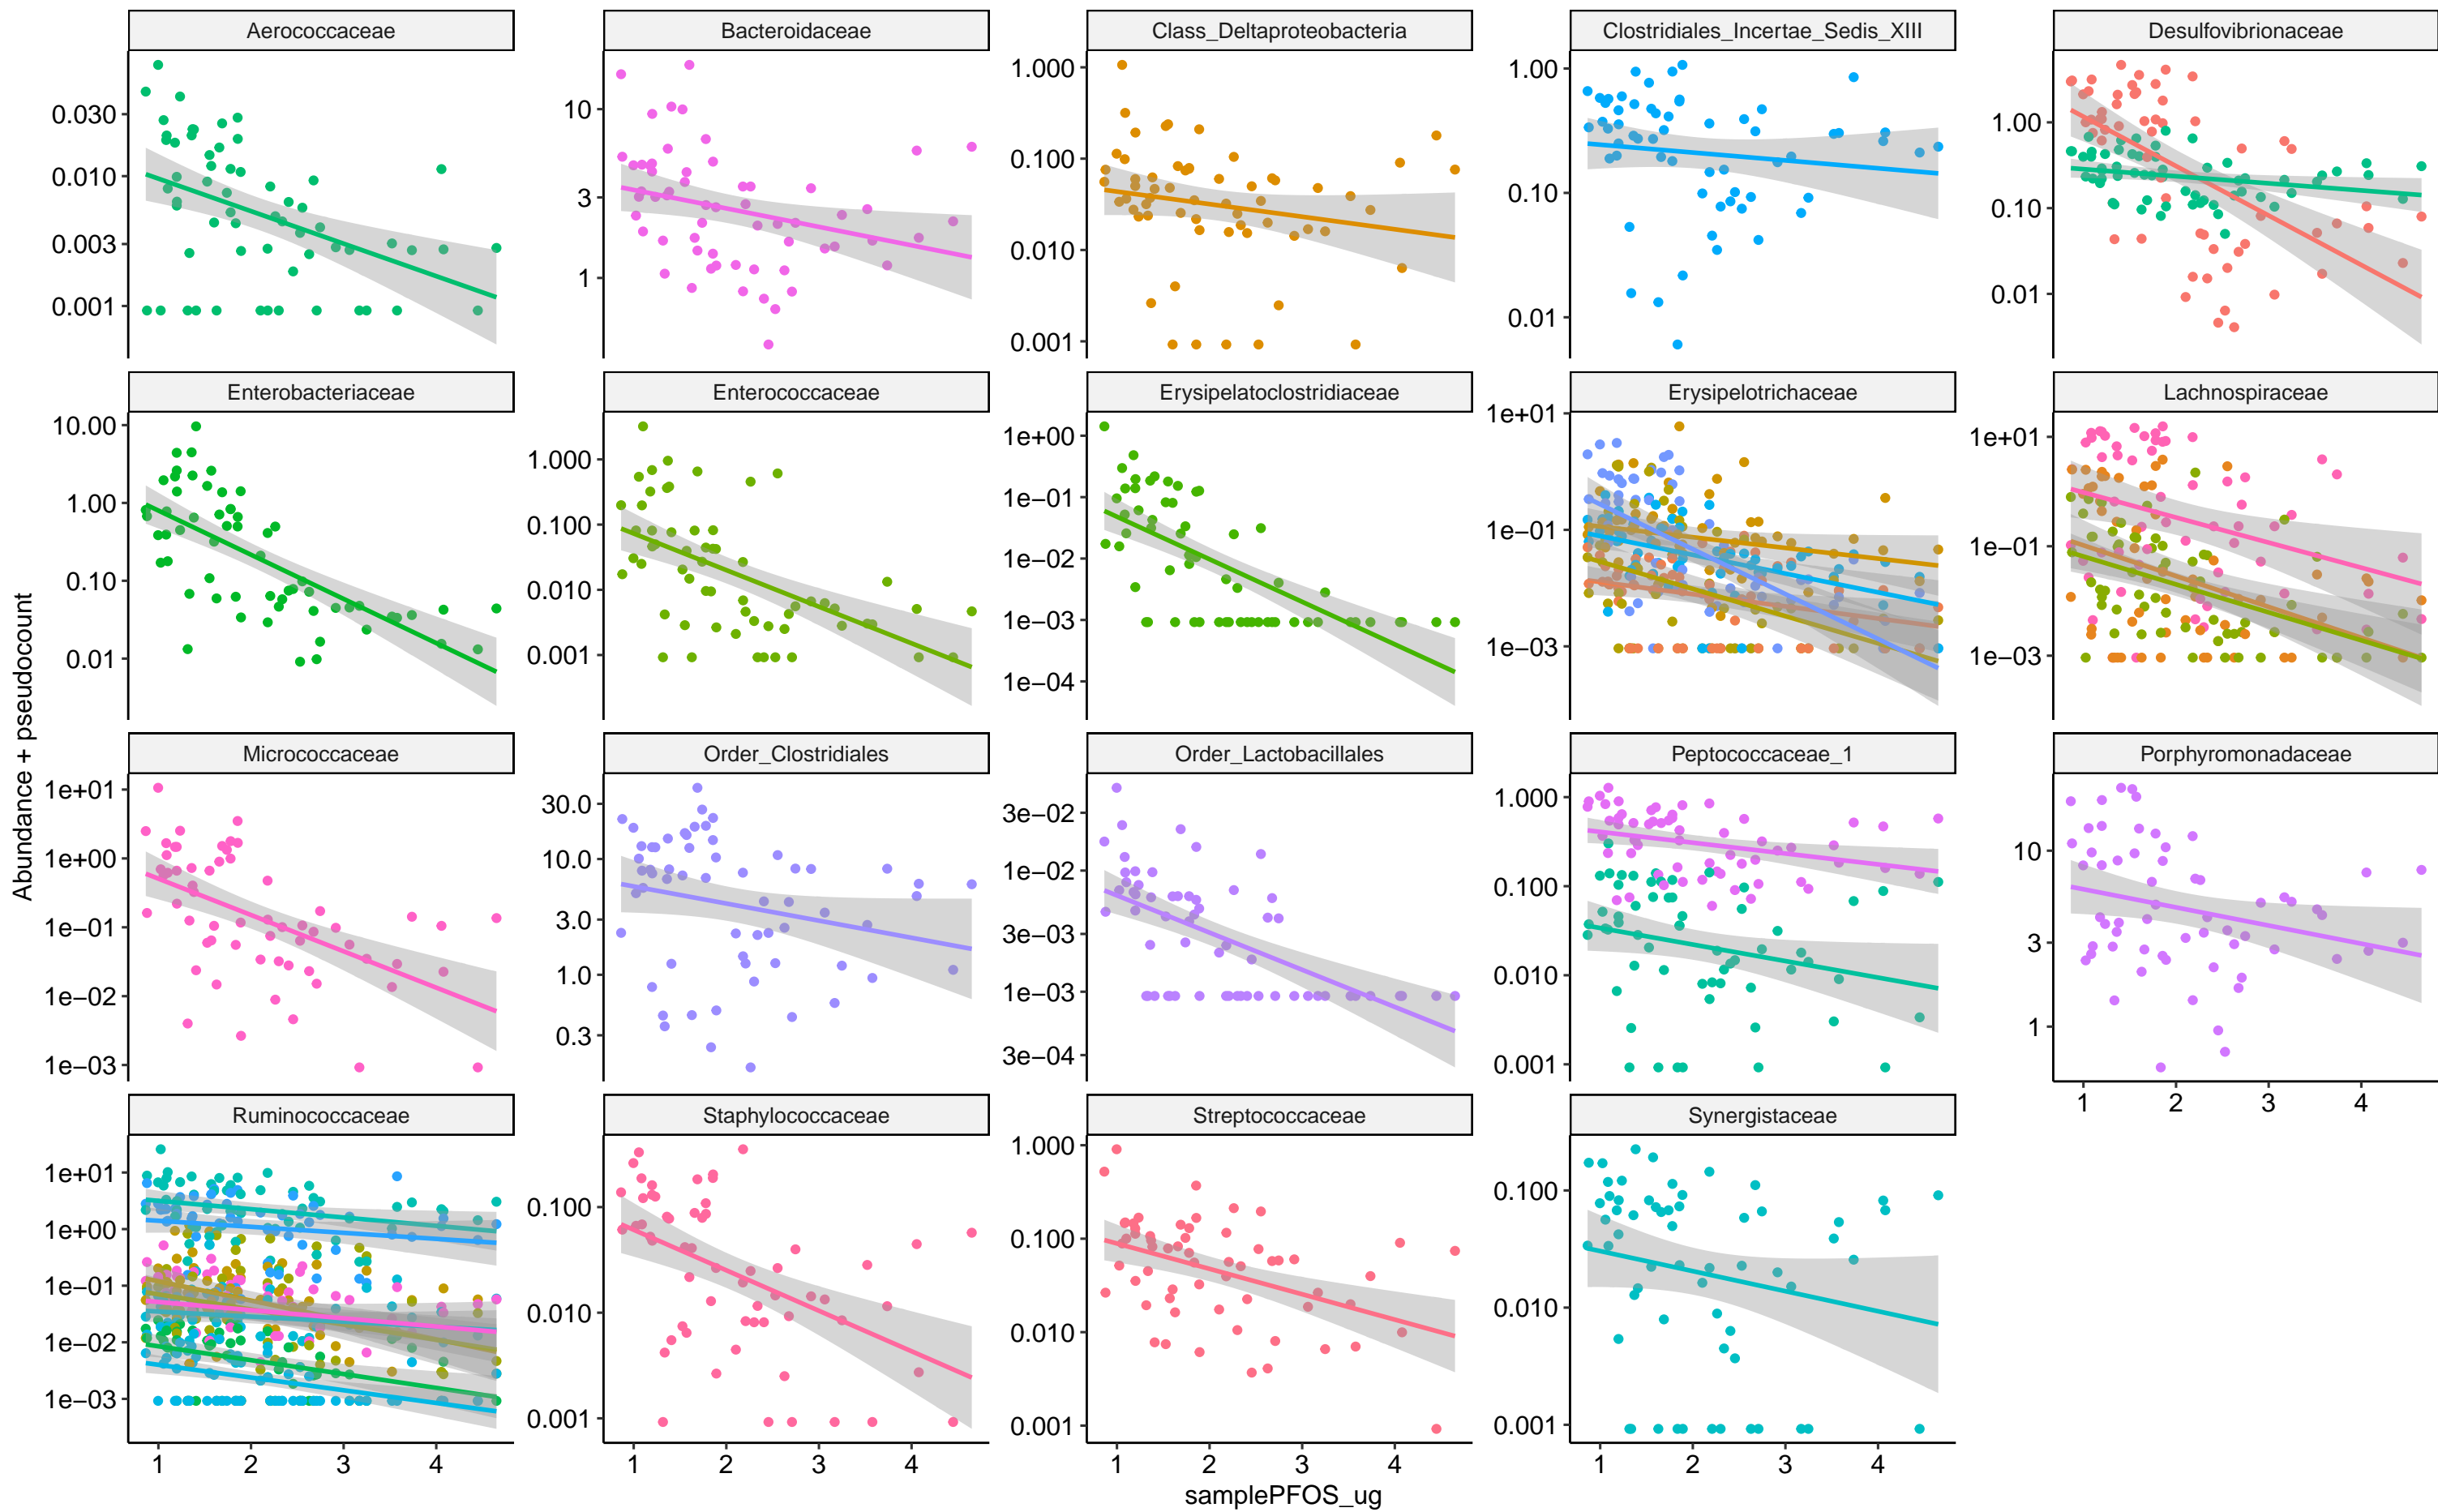 Aerococcaceae
Bacteroidaceae
Class_Deltaproteobacteria
Clostridiales_Incertae_Sedis_XIII
Desulfovibrionaceae
0.030
0.010
0.003
0.001
10
3
1
1.000
0.100
0.010
0.001
1.00
0.10
0.01
1.00
0.10
0.01
Enterobacteriaceae
Enterococcaceae
Erysipelatoclostridiaceae
Erysipelotrichaceae
Lachnospiraceae
10.00
1.00
0.10
0.01
1.000
0.100
0.010
0.001
1e+00
1e−01
1e−02
1e−03
1e−04
1e+01
1e−01
1e−03
1e+01
1e−01
1e−03
Abundance + pseudocount
Micrococcaceae
Order_Clostridiales
Order_Lactobacillales
Peptococcaceae_1
Porphyromonadaceae
1e+01
1e+00
1e−01
1e−02
1e−03
30.0
10.0
3.0
1.0
0.3
3e−02
1e−02
3e−03
1e−03
3e−04
1.000
0.100
0.010
0.001
10
3
1
1 2 3 4
Ruminococcaceae
Staphylococcaceae
Streptococcaceae
Synergistaceae
1e+01
1e+00
1e−01
1e−02
1e−03
0.100
0.010
0.001
1.000
0.100
0.010
0.001
0.100
0.010
0.001
1 2 3 4
1 2 3 4
1 2 3 4
1 2 3 4
samplePFOS_ug